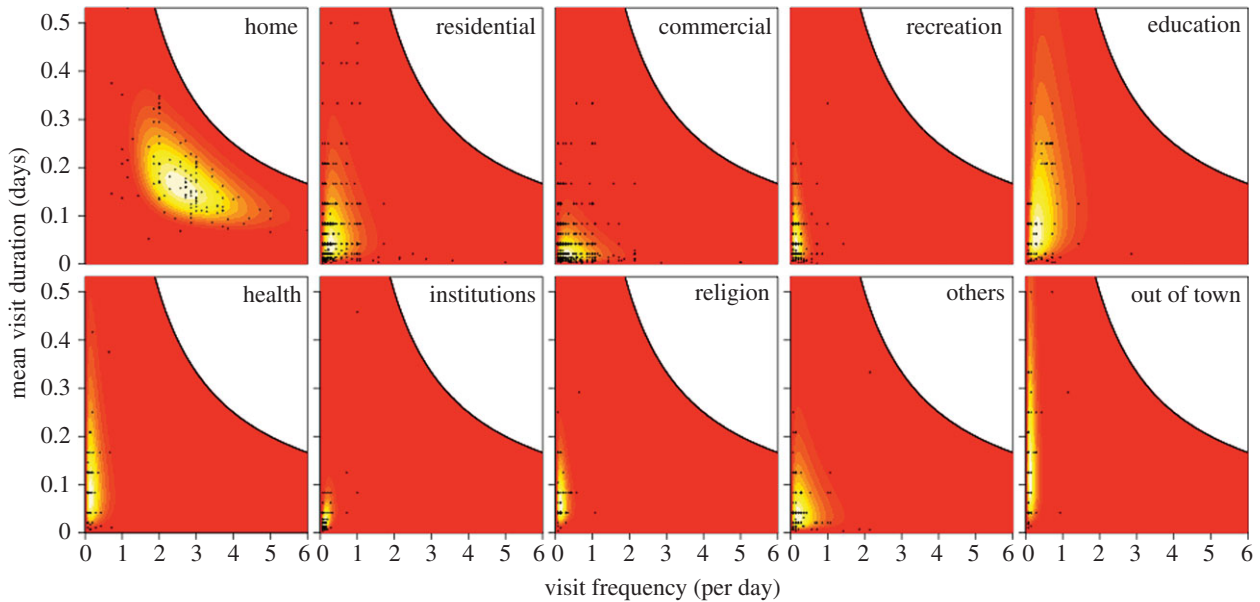 home
residential
commercial
recreation
education
0.5
0.4
0.3
0.2
0.1
0
mean visit duration (days)
health
institutions
religion
others
out of town
0.5
0.4
0.3
0.2
0.1
0
0 1 2 3 4 5 6 0 1 2 3 4 5 6 0 1 2 3 4 5 6 0 1 2 3 4 5 6 0 1 2 3 4 5 6
visit frequency (per day)